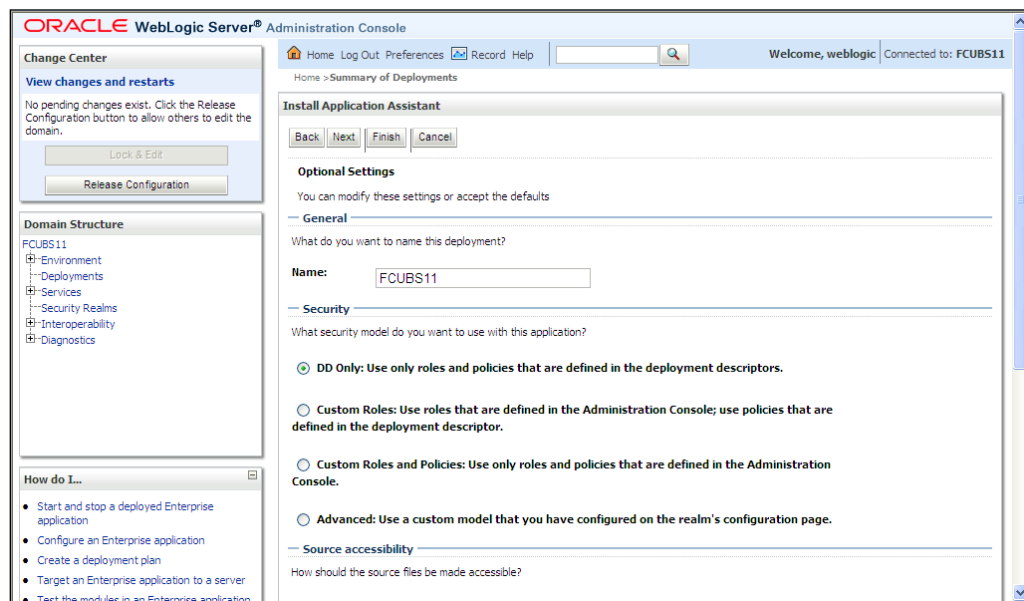 ORACLE WebLogic Server® Administration Console
Change Center
View changes and restarts
No pending changes exist. Click the Release
Configuration button to allow others to edit the
domain.
Lock & Edit
Release Configuration
Domain Structure
FCUBS11
Environment
Deployments
Services
Security Realms
Interoperability
Diagnostics
How do I...
Start and stop a deployed Enterprise
application
Configure an Enterprise application
Create a deployment plan
Target an Enterprise application to a server
Test the modules in an Enterprise application
Home Log Out Preferences Record Help
Welcome, weblogic Connected to: FCUBS11
Home >Summary of Deployments
Install Application Assistant
Back Next Finish Cancel
Optional Settings
You can modify these settings or accept the defaults
General
What do you want to name this deployment?
Name: FCUBS11
Security
What security model do you want to use with this application?
DD Only: Use only roles and policies that are defined in the deployment descriptors.
Custom Roles: Use roles that are defined in the Administration Console; use policies that are
defined in the deployment descriptor.
Custom Roles and Policies: Use only roles and policies that are defined in the Administration
Console.
Advanced: Use a custom model that you have configured on the realm's configuration page.
Source accessibility
How should the source files be made accessible?